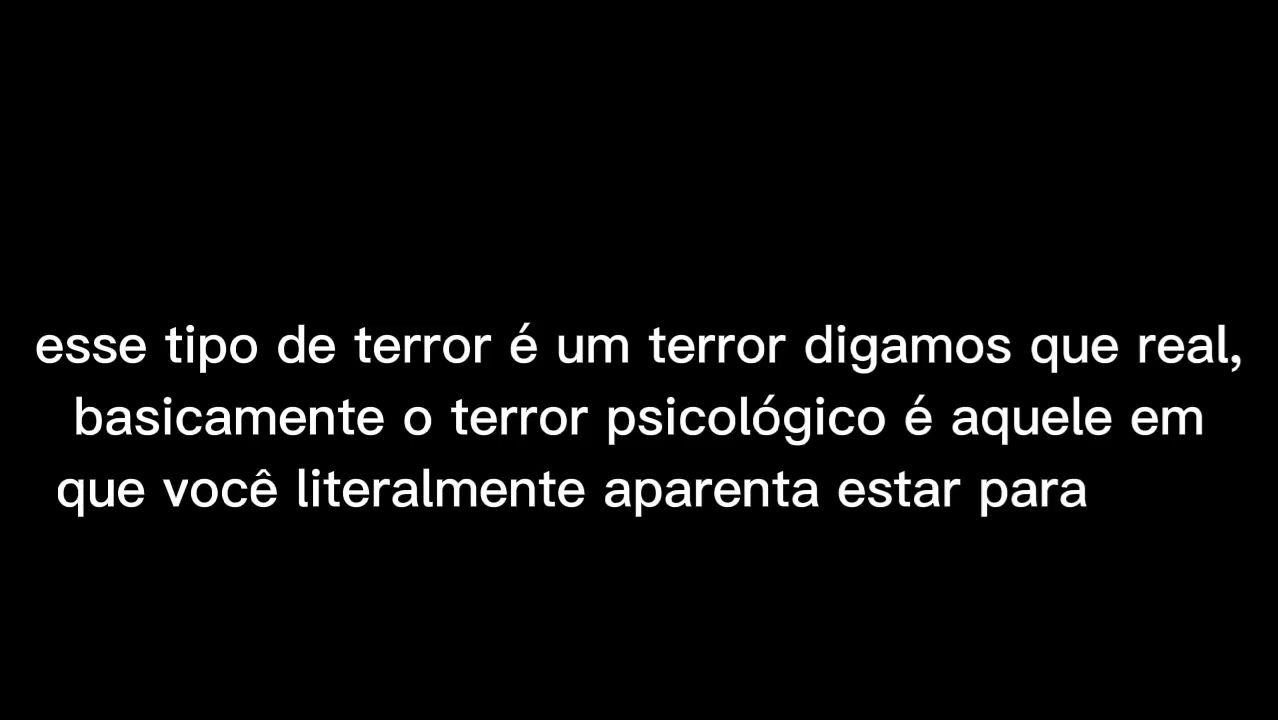 esse tipo de terror é um terror digamos que real,
basicamente o terror psicológico é aquele em
que você literalmente aparenta estar para